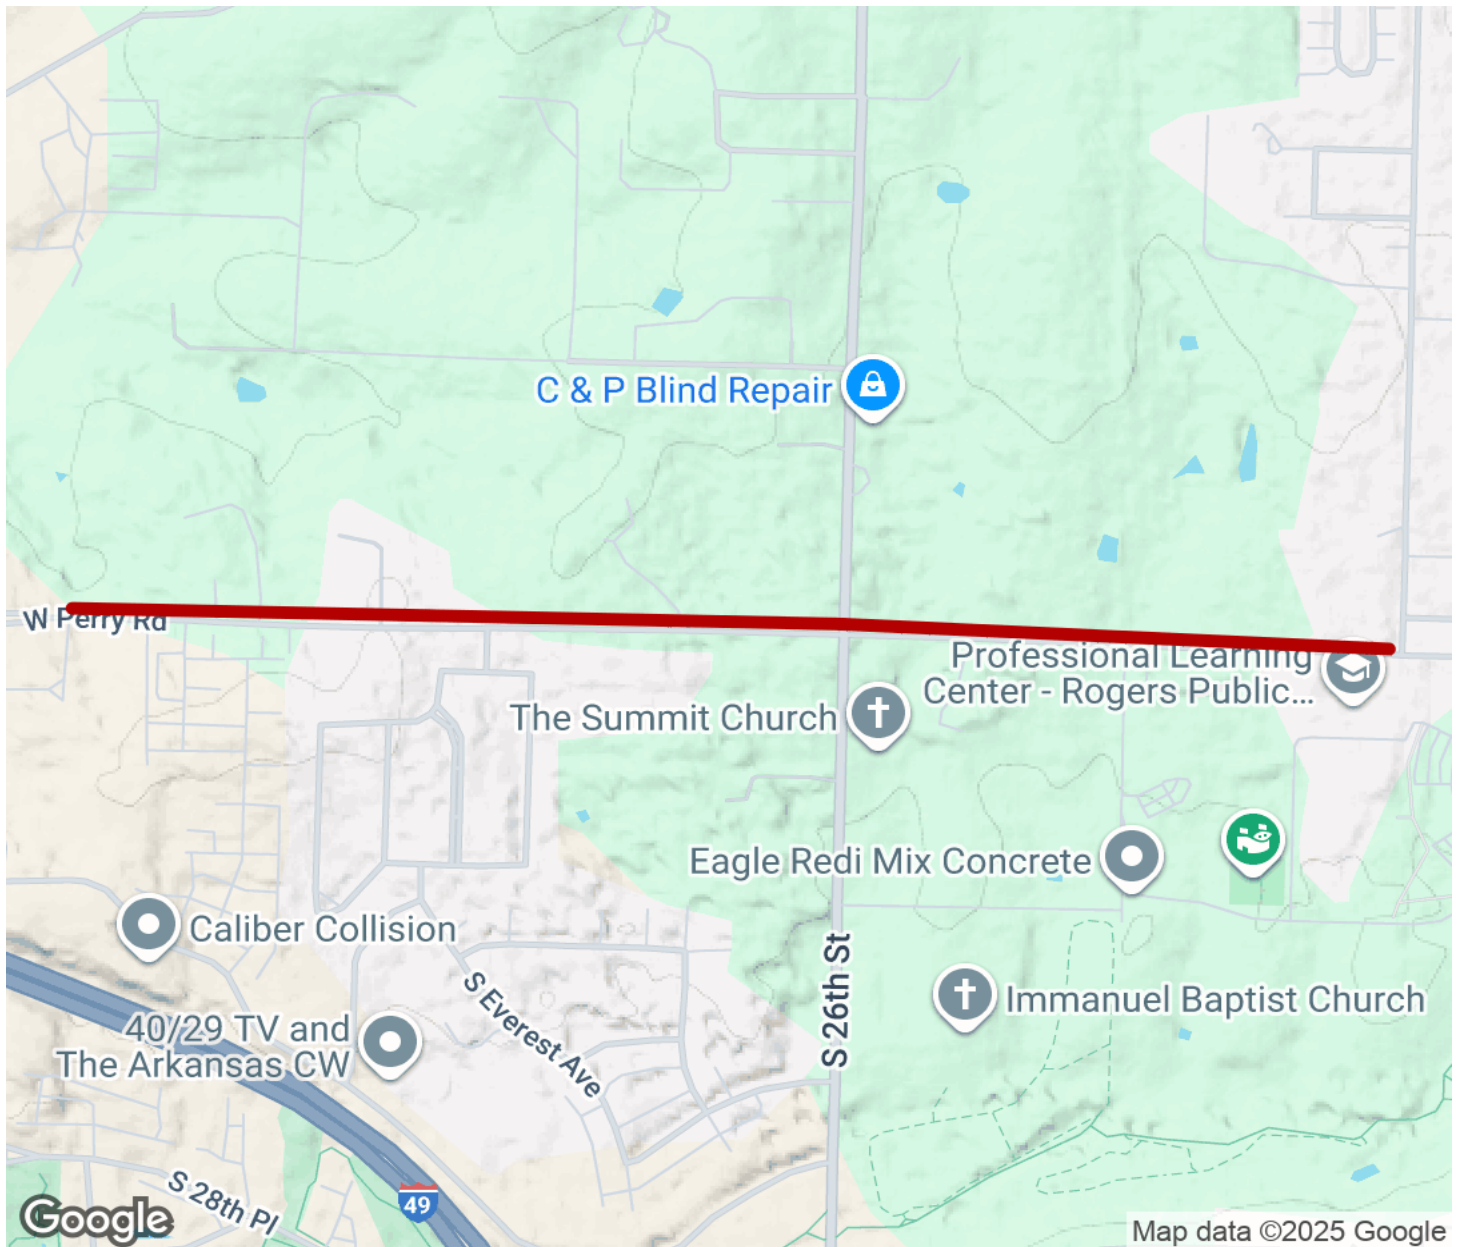 C & P Blind Repair
W Perry Rd
Professional Learning
Center - Rogers Public...
The Summit Church
Eagle Redi Mix Concrete
Caliber Collision
S 26th St
Immanuel Baptist Church
S Everest Ave
40/29 TV and
The Arkansas CW
S 28th Pl
49
Google
Map data ©2025 Google